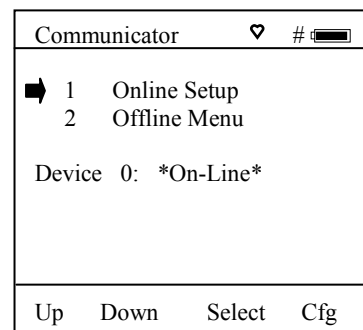 Communicator ♡ #
1 Online Setup
2 Offline Menu
Device 0: *On-Line*
Up Down Select Cfg